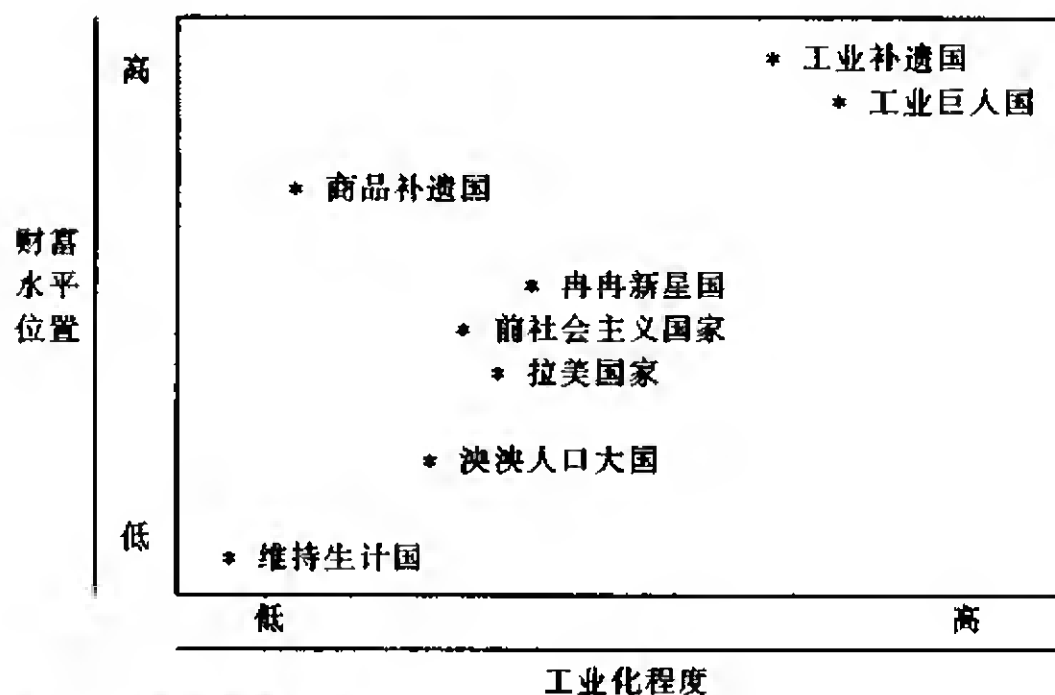 高
* 工业补遗国
* 工业巨人国
* 商品补遗国
财富
水平
位置
* 冉冉新星国
* 前社会主义国家
* 拉美国家
* 泱泱人口大国
低
* 维持生计国
低
高
工业化程度